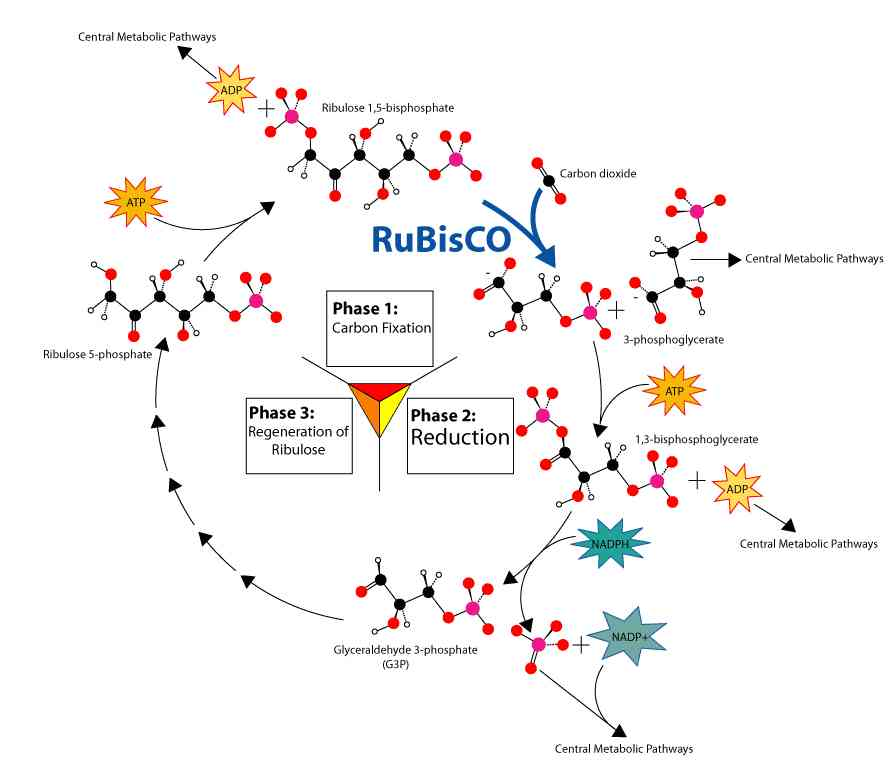 Central Metabolic Pathways
ADP
+
Ribulose 1,5-bisphosphate
Carbon dioxide
ATP
RuBisCO
Central Metabolic Pathways
-
-
+
3-phosphoglycerate
Ribulose 5-phosphate
Phase 1:
Carbon Fixation
Phase 3:
Regeneration of
Ribulose
Phase 2:
Reduction
ATP
1,3-bisphosphoglycerate
+
ADP
Central Metabolic Pathways
NADPH
Glyceraldehyde 3-phosphate
(G3P)
+
NADP+
Central Metabolic Pathways